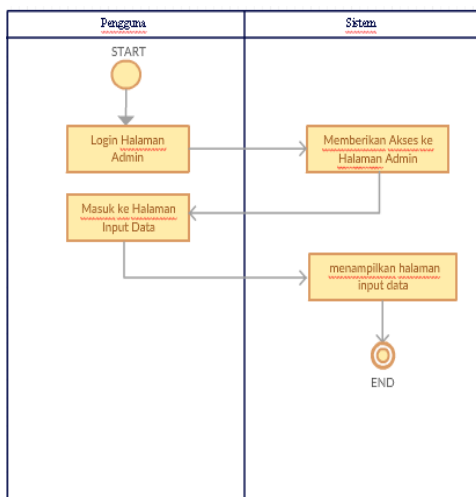 Pengguna
Sistem
START
Login Halaman
Admin
Memberikan Akses ke
Halaman Admin
Masuk ke Halaman
Input Data
menampilkan halaman
input data
END